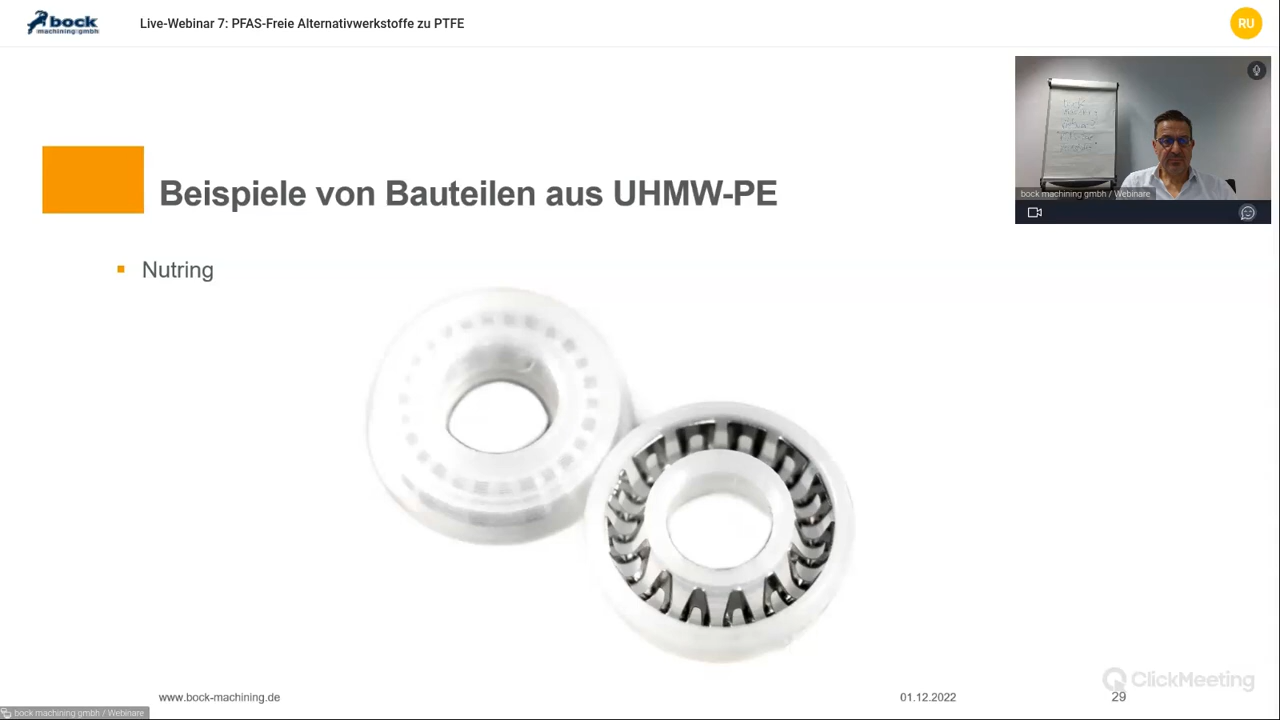 bock
machining gmbh
Live-Webinar 7: PFAS-Freie Alternativwerkstoffe zu PTFE
RU
bock machining gmbh / Webinare
Beispiele von Bauteilen aus UHMW-PE
Nutring
www.bock-machining.de
01.12.2022
29
ClickMeeting
bock machining gmbh / Webinare